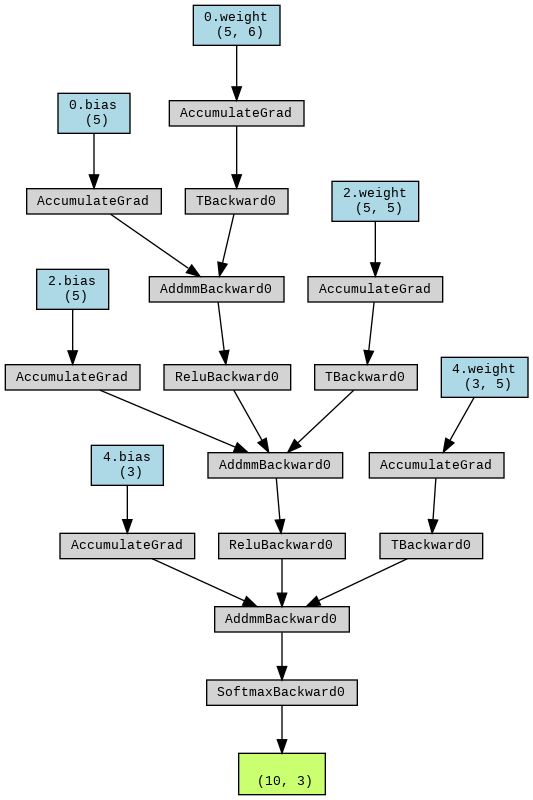 0.weight
(5, 6)
0.bias
(5)
AccumulateGrad
AccumulateGrad
TBackward0
2.weight
(5, 5)
AddmmBackward0
AccumulateGrad
2.bias
(5)
AccumulateGrad
ReluBackward0
TBackward0
4.weight
(3, 5)
AddmmBackward0
AccumulateGrad
4.bias
(3)
AccumulateGrad
ReluBackward0
TBackward0
AddmmBackward0
SoftmaxBackward0
(10, 3)